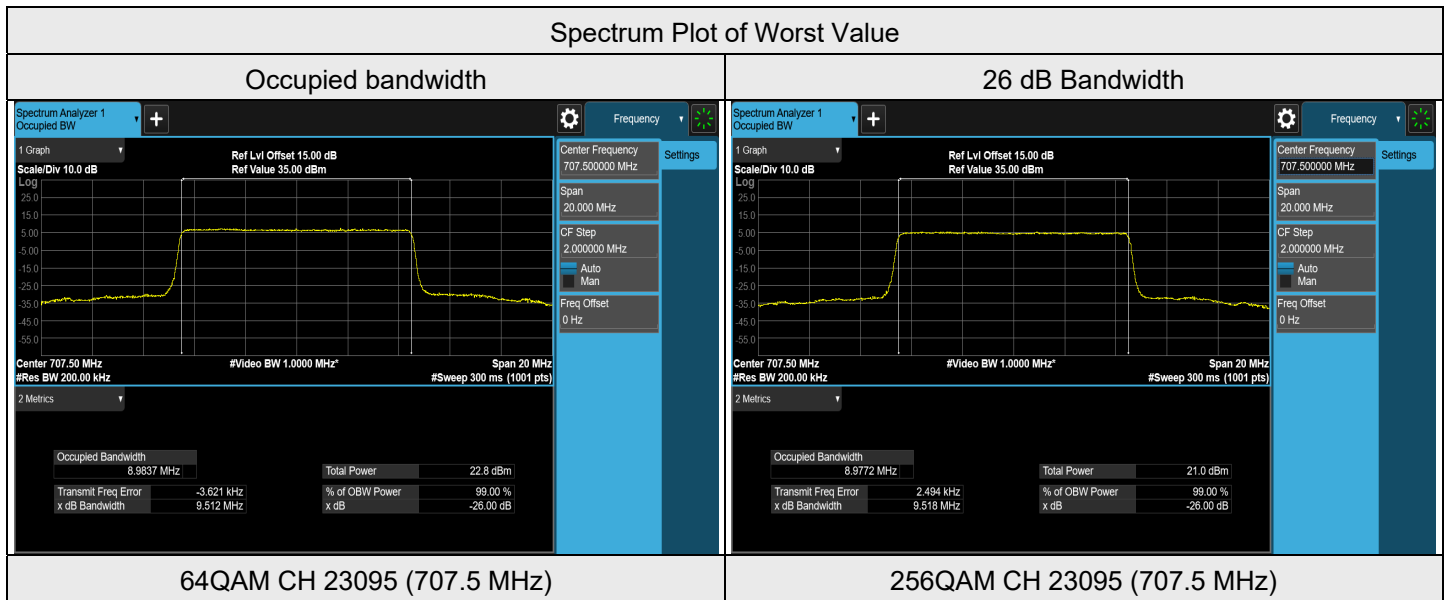 Spectrum Plot of Worst Value
Occupied bandwidth
26 dB Bandwidth
Spectrum Analyzer 1
Occupied BW
+
Frequency
1 Graph
Ref Lvl Offset 15.00 dB
Scale/Div 10.0 dB
Ref Value 35.00 dBm
Log
25.0
15.0
5.00
-5.00
-15.0
-25.0
-35.0
-45.0
-55.0
Center 707.50 MHz
#Video BW 1.0000 MHz*
Span 20 MHz
#Res BW 200.00 kHz
#Sweep 300 ms (1001 pts)
Center Frequency
707.500000 MHz
Settings
Span
20.000 MHz
CF Step
2.000000 MHz
Auto
Man
Freq Offset
0 Hz
2 Metrics
Occupied Bandwidth
8.9837 MHz
Total Power 22.8 dBm
Transmit Freq Error -3.621 kHz
% of OBW Power 99.00 %
x dB Bandwidth 9.512 MHz
x dB -26.00 dB
Spectrum Analyzer 1
Occupied BW
+
Frequency
1 Graph
Ref Lvl Offset 15.00 dB
Scale/Div 10.0 dB
Ref Value 35.00 dBm
Log
25.0
15.0
5.00
-5.00
-15.0
-25.0
-35.0
-45.0
-55.0
Center 707.50 MHz
#Video BW 1.0000 MHz*
Span 20 MHz
#Res BW 200.00 kHz
#Sweep 300 ms (1001 pts)
Center Frequency
707.500000 MHz
Settings
Span
20.000 MHz
CF Step
2.000000 MHz
Auto
Man
Freq Offset
0 Hz
2 Metrics
Occupied Bandwidth
8.9772 MHz
Total Power 21.0 dBm
Transmit Freq Error 2.494 kHz
% of OBW Power 99.00 %
x dB Bandwidth 9.518 MHz
x dB -26.00 dB
64QAM CH 23095 (707.5 MHz)
256QAM CH 23095 (707.5 MHz)